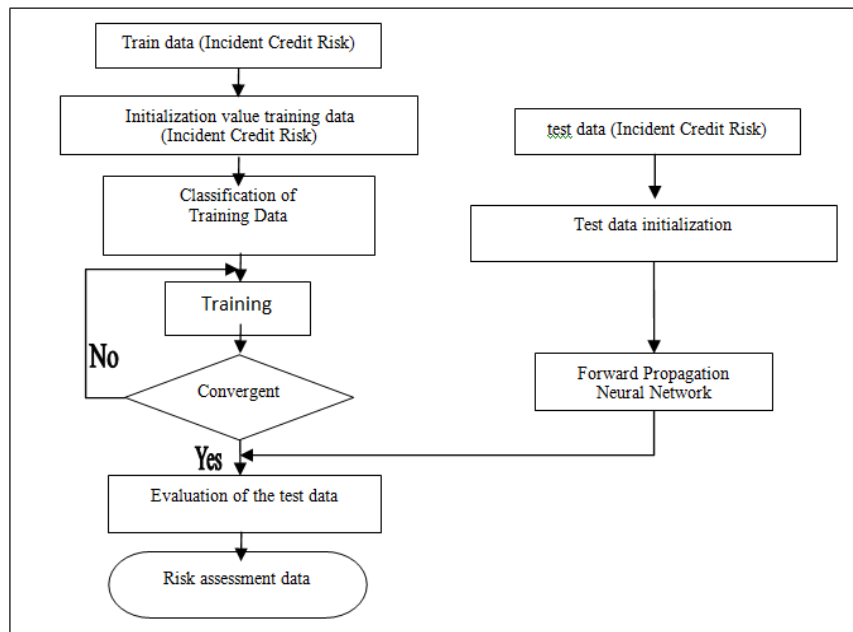 Train data (Incident Credit Risk)
Initialization value training data
(Incident Credit Risk)
Classification of
Training Data
Training
No
Convergent
Yes
Evaluation of the test data
Risk assessment data
test data (Incident Credit Risk)
Test data initialization
Forward Propagation
Neural Network